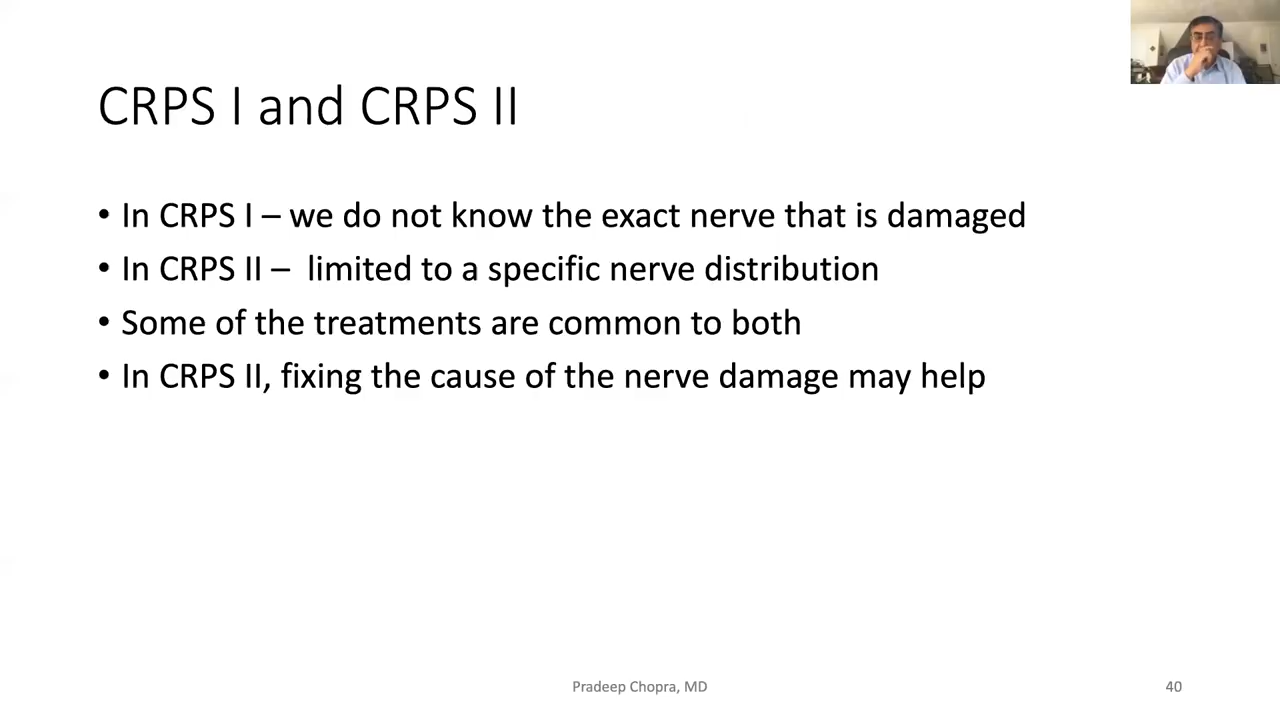 CRPS I and CRPS II
• In CRPS I – we do not know the exact nerve that is damaged
• In CRPS II –  limited to a specific nerve distribution
• Some of the treatments are common to both
• In CRPS II, fixing the cause of the nerve damage may help
Pradeep Chopra, MD
40